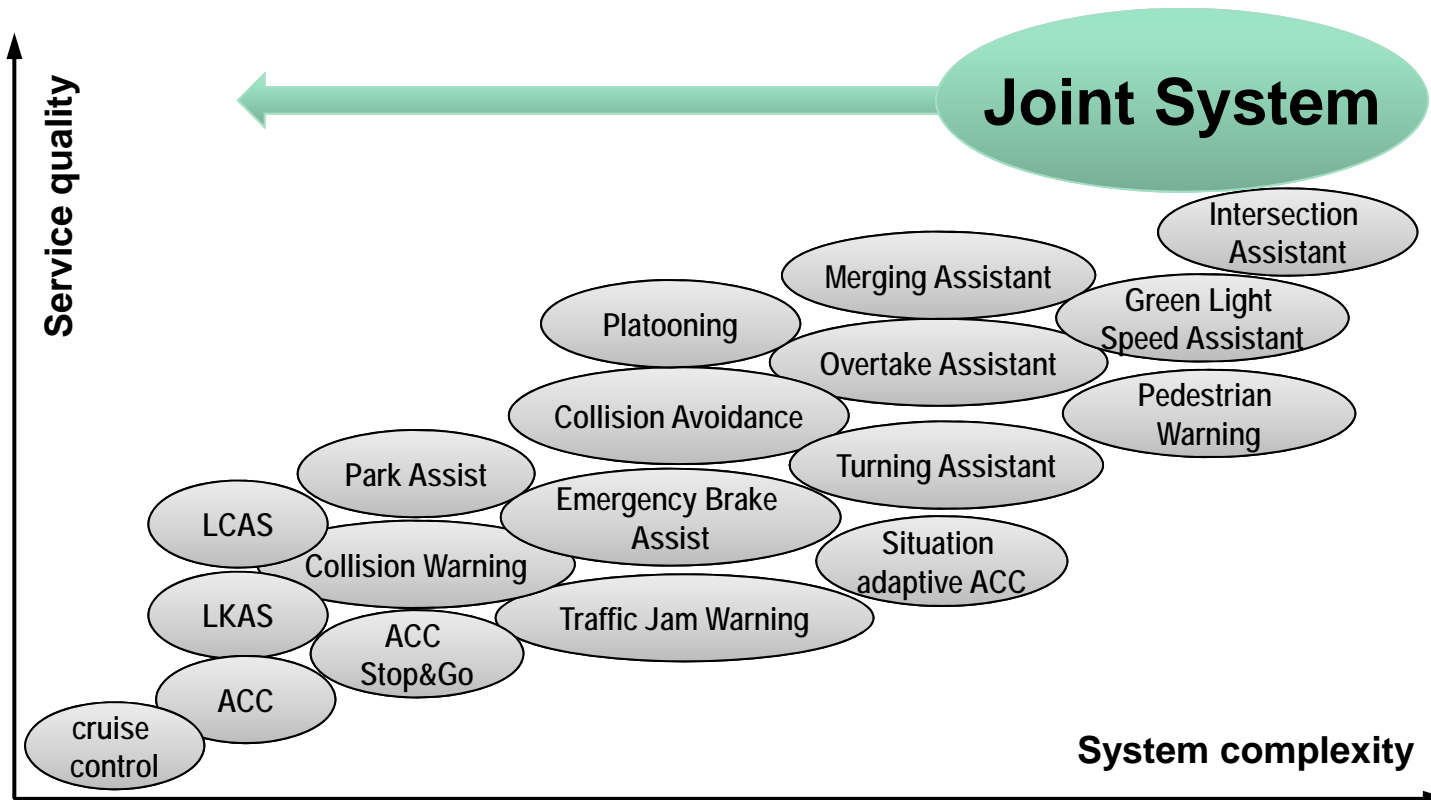 Service quality
Joint System
Intersection
Assistant
Merging Assistant
Green Light
Speed Assistant
Platooning
Overtake Assistant
Pedestrian
Warning
Collision Avoidance
Park Assist
Turning Assistant
LCAS
Emergency Brake
Assist
Situation
adaptive ACC
Collision Warning
LKAS
Traffic Jam Warning
ACC
Stop&Go
ACC
cruise
control
System complexity